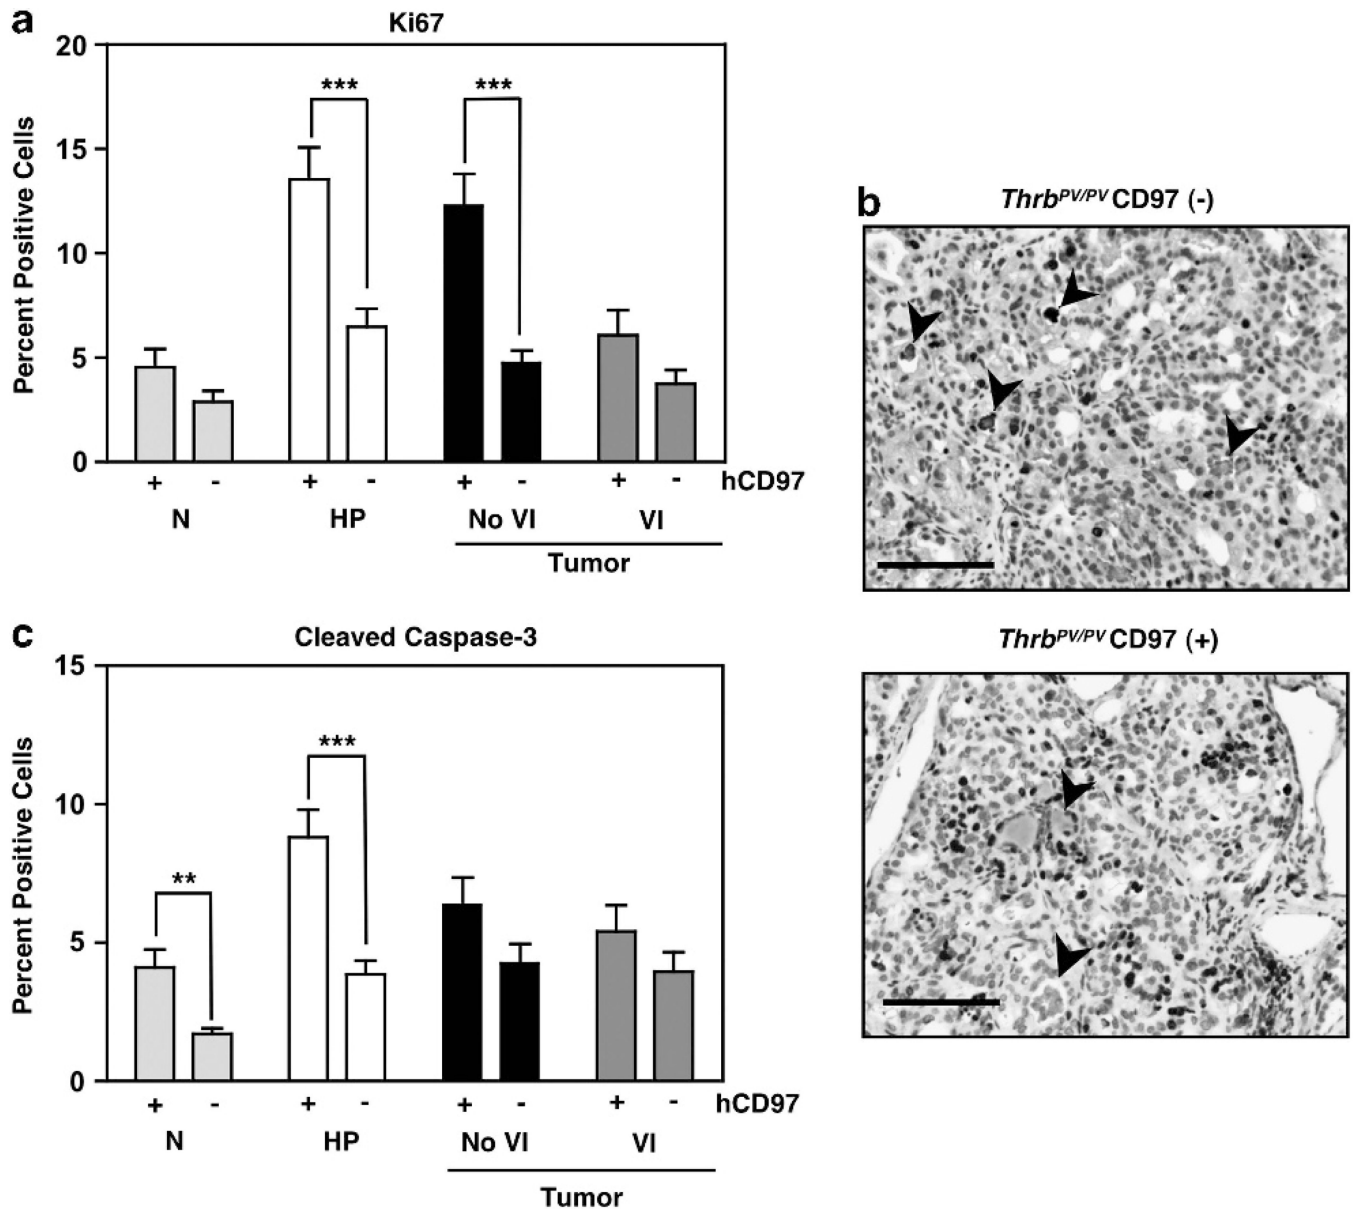 a
Ki67
20
15
10
5
0
Percent Positive Cells
***
***
+ - + - + - + - hCD97
N HP No VI VI
Tumor
b
Thrb^PV/PV CD97 (-)
Thrb^PV/PV CD97 (+)
c
Cleaved Caspase-3
15
10
5
0
Percent Positive Cells
**
***
+ - + - + - + - hCD97
N HP No VI VI
Tumor